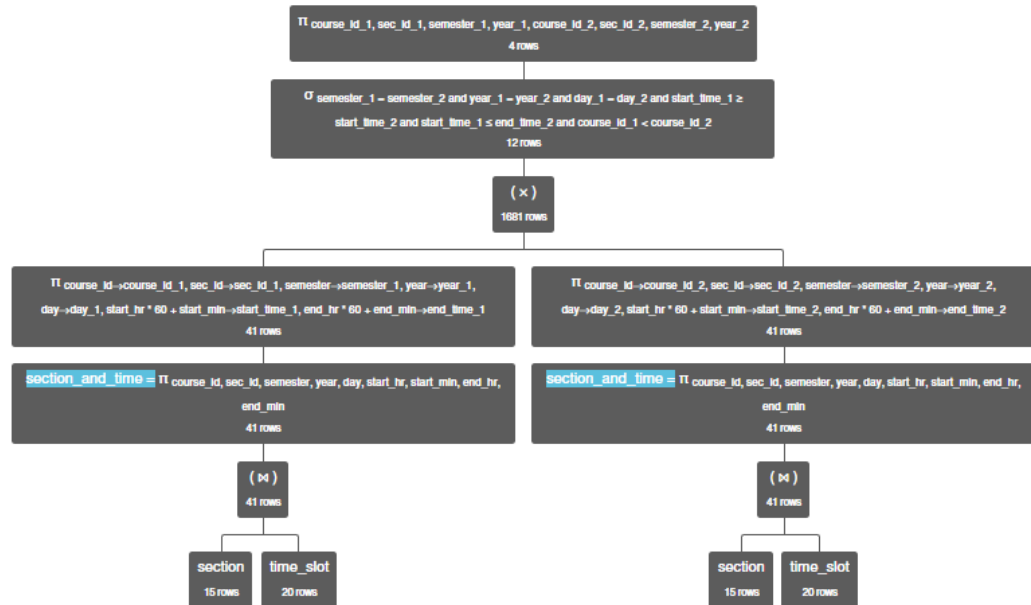 π course_id_1, sec_id_1, semester_1, year_1, course_id_2, sec_id_2, semester_2, year_2
4 rows
σ semester_1 = semester_2 and year_1 = year_2 and day_1 = day_2 and start_time_1 ≥
start_time_2 and start_time_1 ≤ end_time_2 and course_id_1 < course_id_2
12 rows
( × )
1681 rows
π course_id→course_id_1, sec_id→sec_id_1, semester→semester_1, year→year_1,
day→day_1, start_hr * 60 + start_min→start_time_1, end_hr * 60 + end_min→end_time_1
41 rows
π course_id→course_id_2, sec_id→sec_id_2, semester→semester_2, year→year_2,
day→day_2, start_hr * 60 + start_min→start_time_2, end_hr * 60 + end_min→end_time_2
41 rows
section_and_time = π course_id, sec_id, semester, year, day, start_hr, start_min, end_hr,
end_min
41 rows
section_and_time = π course_id, sec_id, semester, year, day, start_hr, start_min, end_hr,
end_min
41 rows
( ⋈ )
41 rows
( ⋈ )
41 rows
section
15 rows
time_slot
20 rows
section
15 rows
time_slot
20 rows